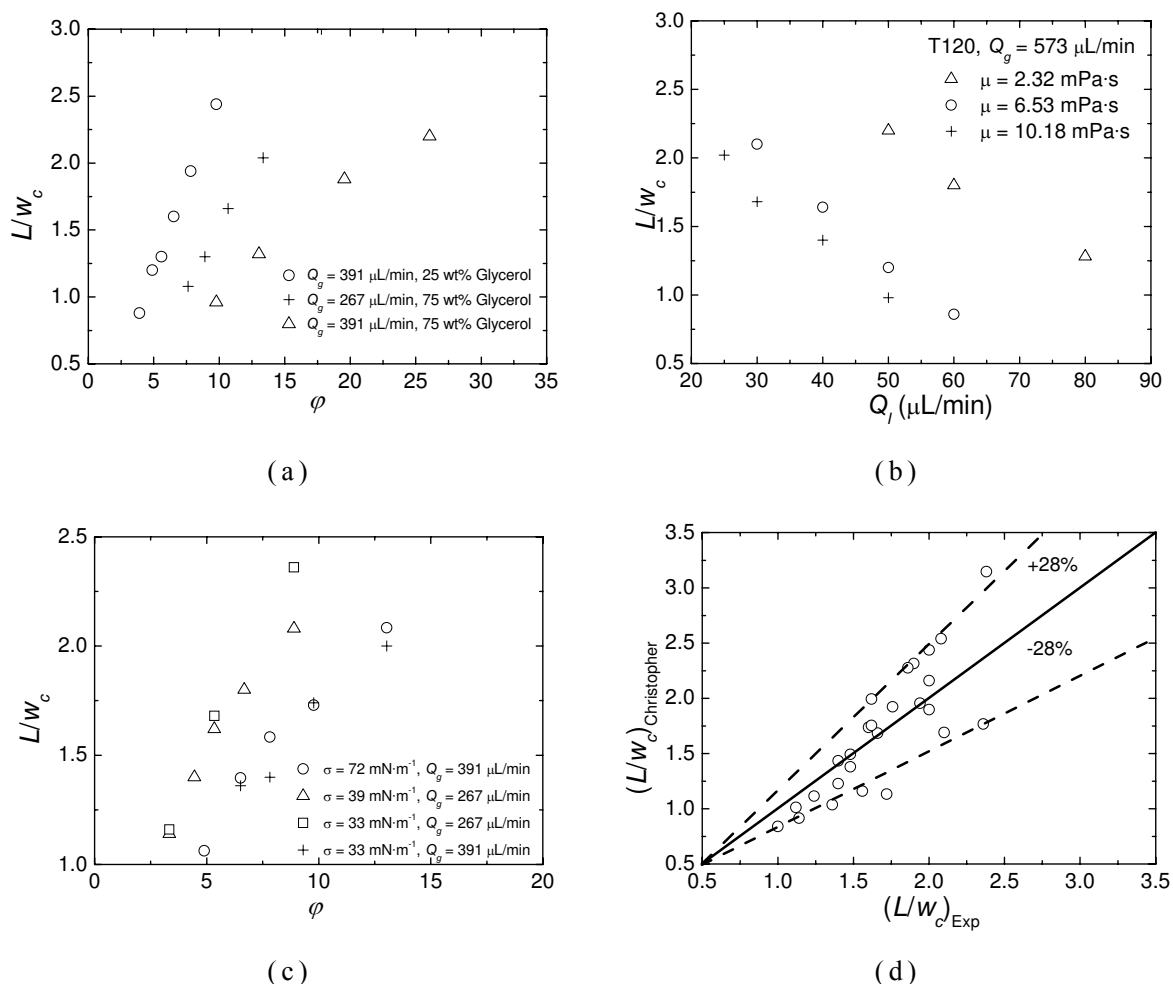 3.0
2.5
2.0
1.5
1.0
0.5
L/w_c
0 5 10 15 20 25 30 35
φ
Q_g = 391 μL/min, 25 wt% Glycerol
Q_g = 267 μL/min, 75 wt% Glycerol
Q_g = 391 μL/min, 75 wt% Glycerol
(a)
3.0
2.5
2.0
1.5
1.0
0.5
L/w_c
20 30 40 50 60 70 80 90
Q_l (μL/min)
T120, Q_g = 573 μL/min
μ = 2.32 mPa·s
μ = 6.53 mPa·s
μ = 10.18 mPa·s
(b)
2.5
2.0
1.5
1.0
L/w_c
0 5 10 15 20
φ
σ = 72 mN·m⁻¹, Q_g = 391 μL/min
σ = 39 mN·m⁻¹, Q_g = 267 μL/min
σ = 33 mN·m⁻¹, Q_g = 267 μL/min
σ = 33 mN·m⁻¹, Q_g = 391 μL/min
(c)
3.5
3.0
2.5
2.0
1.5
1.0
0.5
(L/w_c)_Christopher
0.5 1.0 1.5 2.0 2.5 3.0 3.5
(L/w_c)_Exp
+28%
-28%
(d)